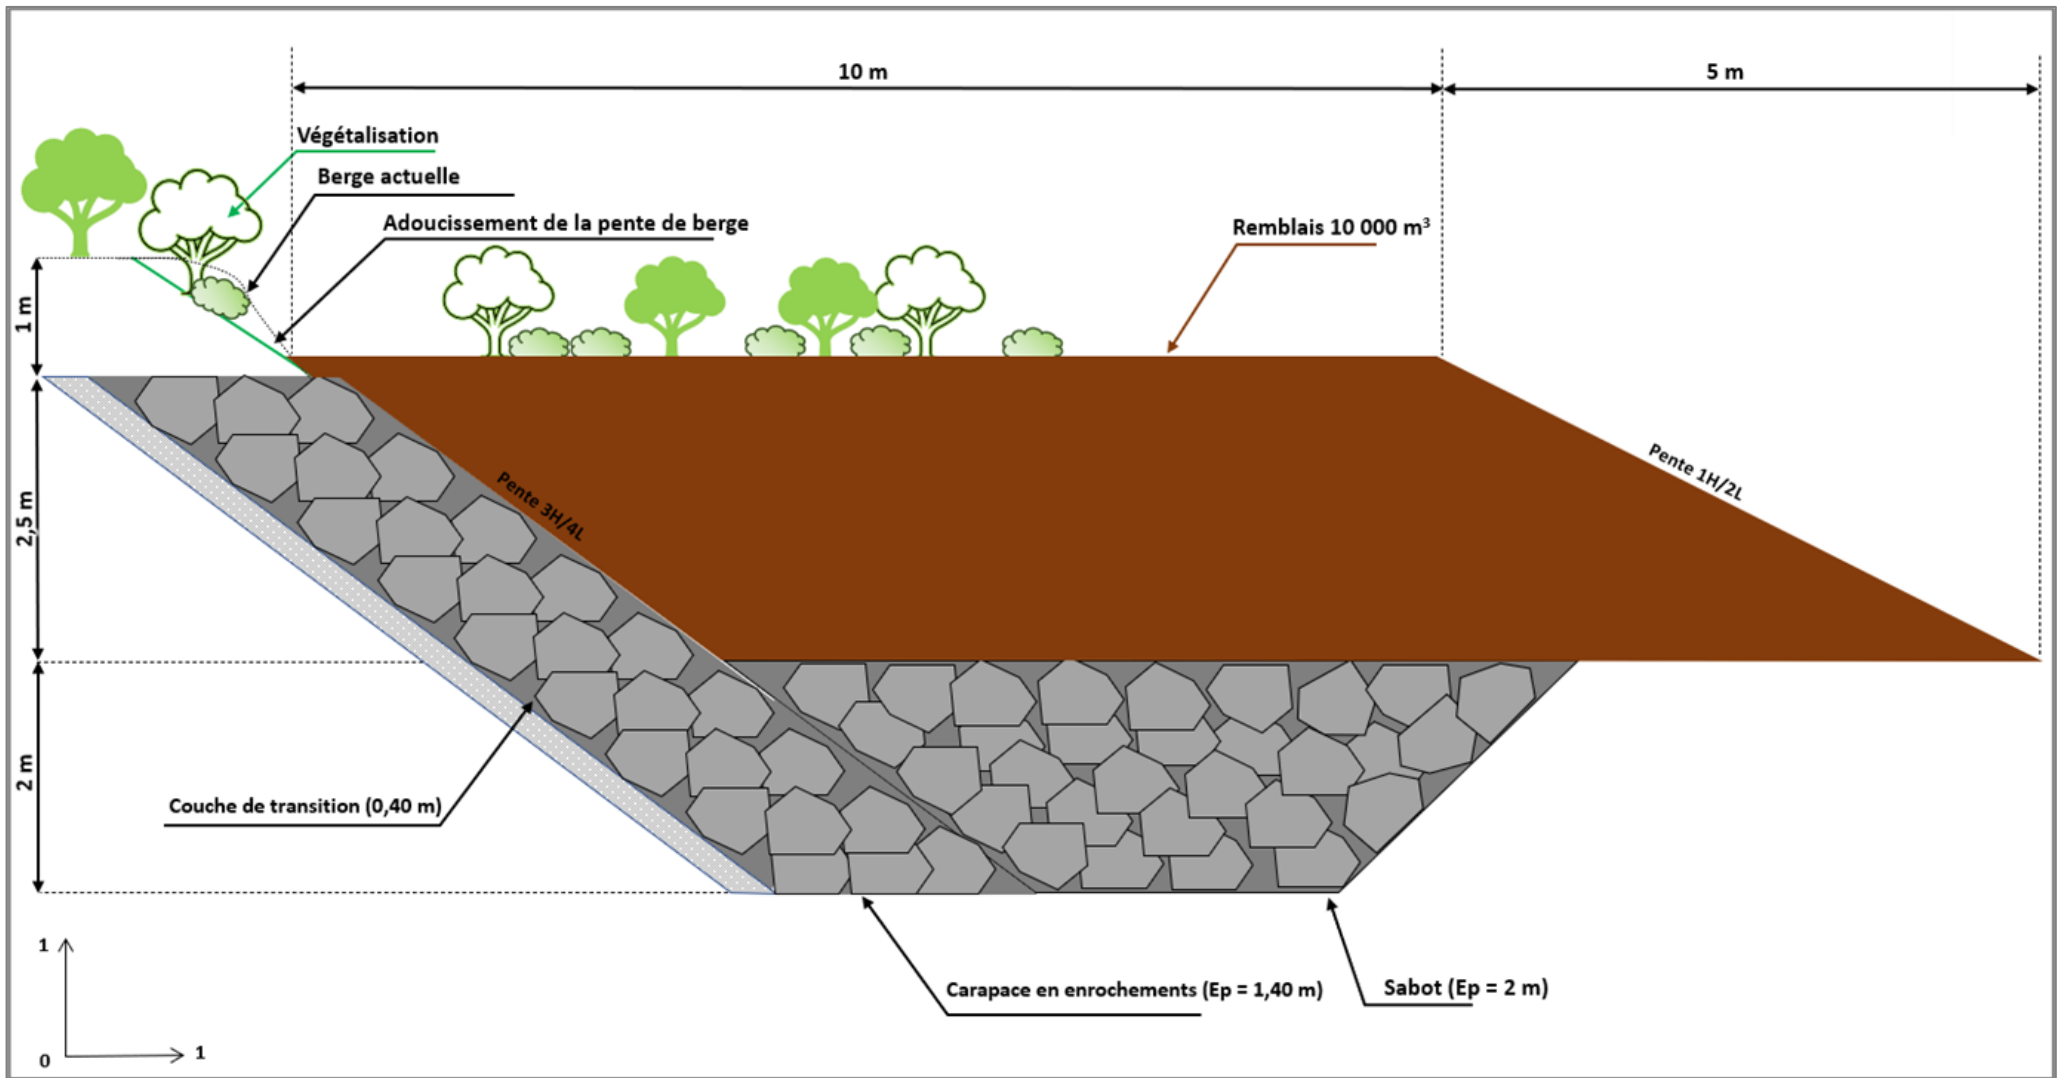 10 m
5 m
Végétalisation
Berge actuelle
Adoucissement de la pente de berge
Remblais 10 000 m³
1 m
Pente 1H/2L
Pente 3H/4L
2,5 m
2 m
Couche de transition (0,40 m)
1
Carapace en enrochements (Ep = 1,40 m)
Sabot (Ep = 2 m)
0
1